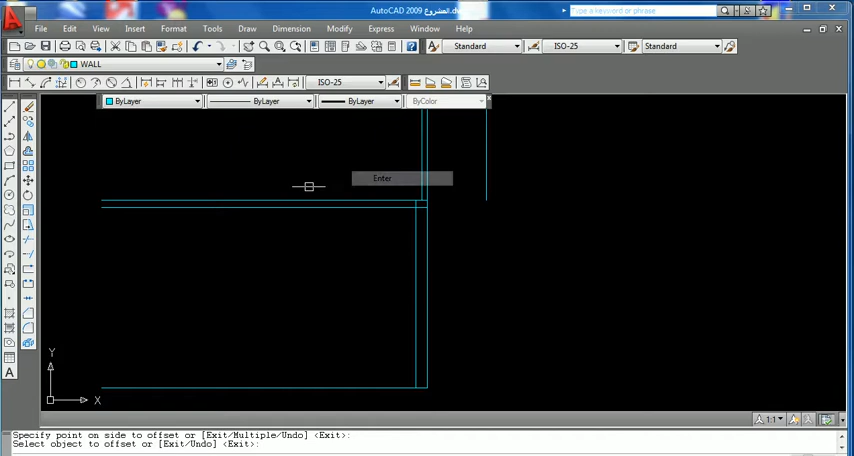 AutoCAD 2009 المشروع.dw
Type a keyword or phrase
File Edit View Insert Format Tools Draw Dimension Modify Express Window Help
Standard ISO-25 Standard
WALL
ISO-25
ByLayer ByLayer ByLayer ByColor
Enter
Y
X
1:1
A
Specify point on side to offset or [Exit/Multiple/Undo] <Exit>:
Select object to offset or [Exit/Undo] <Exit>: